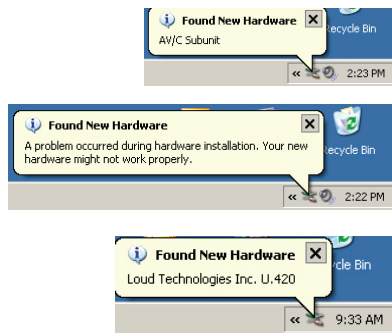 Found New Hardware
AV/C Subunit
Recycle Bin
« 2:23 PM
Found New Hardware
A problem occurred during hardware installation. Your new
hardware might not work properly.
Recycle Bin
« 2:22 PM
Found New Hardware
Loud Technologies Inc. U.420
cle Bin
« 9:33 AM